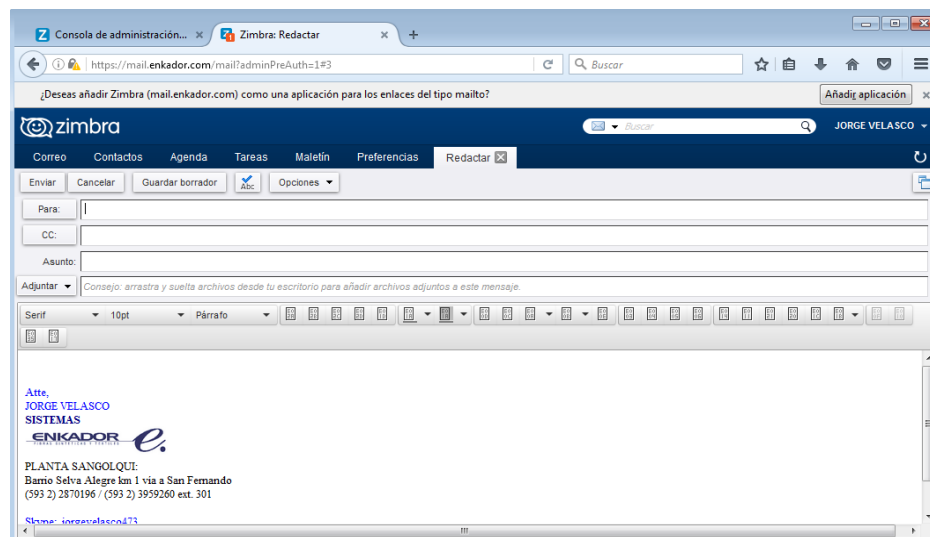 Consola de administración...
Zimbra: Redactar
https://mail.enkador.com/mail?adminPreAuth=1#3
Buscar
¿Deseas añadir Zimbra (mail.enkador.com) como una aplicación para los enlaces del tipo mailto?
Añadir aplicación
zimbra
Buscar
JORGE VELASCO
Correo Contactos Agenda Tareas Maletín Preferencias Redactar
Enviar Cancelar Guardar borrador Abc Opciones
Para:
CC:
Asunto:
Adjuntar Consejo: arrastra y suelta archivos desde tu escritorio para añadir archivos adjuntos a este mensaje.
Serif 10pt Párrafo
Atte,
JORGE VELASCO
SISTEMAS
ENKADOR e.
PLANTA SANGOLQUI:
Barrio Selva Alegre km 1 via a San Fernando
(593 2) 2870196 / (593 2) 3959260 ext. 301
Skype: jorgevelasco473